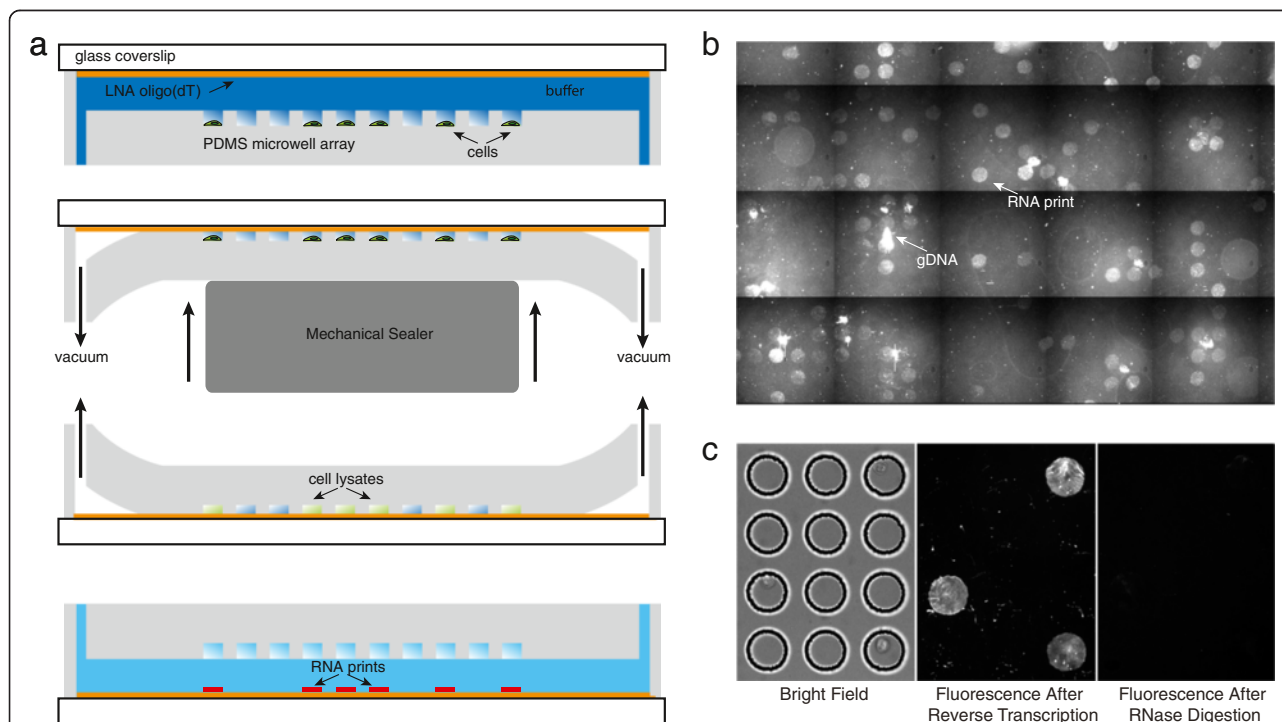 a
glass coverslip
LNA oligo(dT)
buffer
PDMS microwell array
cells
vacuum
Mechanical Sealer
vacuum
cell lysates
RNA prints
b
RNA print
gDNA
c
Bright Field
Fluorescence After
Reverse Transcription
Fluorescence After
RNase Digestion